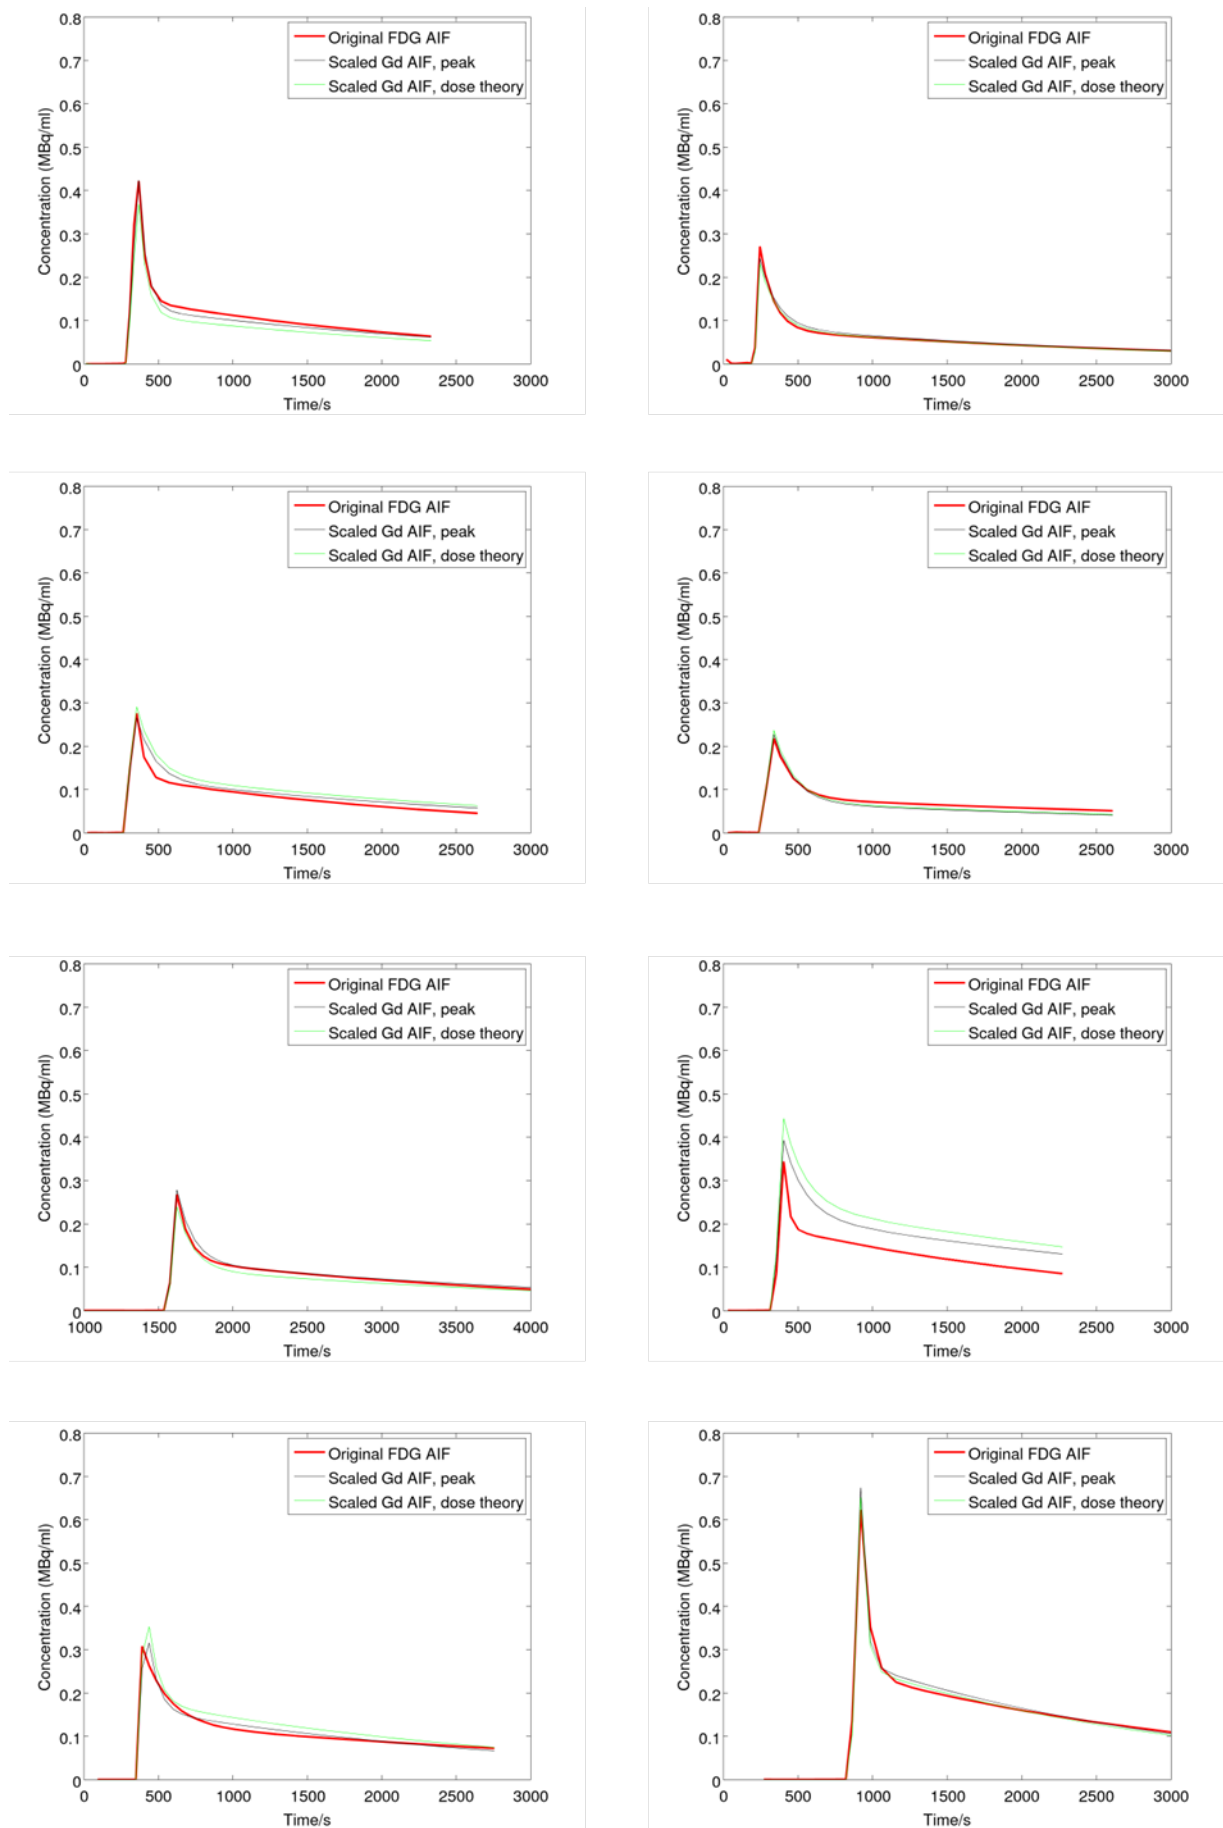 0.8
Original FDG AIF
0.7
Scaled Gd AIF, peak
Scaled Gd AIF, dose theory
0.6
0.5
0.4
0.3
0.2
0.1
0
Concentration (MBq/ml)
0 500 1000 1500 2000 2500 3000
Time/s
0.8
Original FDG AIF
0.7
Scaled Gd AIF, peak
Scaled Gd AIF, dose theory
0.6
0.5
0.4
0.3
0.2
0.1
0
Concentration (MBq/ml)
0 500 1000 1500 2000 2500 3000
Time/s
0.8
Original FDG AIF
0.7
Scaled Gd AIF, peak
Scaled Gd AIF, dose theory
0.6
0.5
0.4
0.3
0.2
0.1
0
Concentration (MBq/ml)
0 500 1000 1500 2000 2500 3000
Time/s
0.8
Original FDG AIF
0.7
Scaled Gd AIF, peak
Scaled Gd AIF, dose theory
0.6
0.5
0.4
0.3
0.2
0.1
0
Concentration (MBq/ml)
0 500 1000 1500 2000 2500 3000
Time/s
0.8
Original FDG AIF
0.7
Scaled Gd AIF, peak
Scaled Gd AIF, dose theory
0.6
0.5
0.4
0.3
0.2
0.1
0
Concentration (MBq/ml)
1000 1500 2000 2500 3000 3500 4000
Time/s
0.8
Original FDG AIF
0.7
Scaled Gd AIF, peak
Scaled Gd AIF, dose theory
0.6
0.5
0.4
0.3
0.2
0.1
0
Concentration (MBq/ml)
0 500 1000 1500 2000 2500 3000
Time/s
0.8
Original FDG AIF
0.7
Scaled Gd AIF, peak
Scaled Gd AIF, dose theory
0.6
0.5
0.4
0.3
0.2
0.1
0
Concentration (MBq/ml)
0 500 1000 1500 2000 2500 3000
Time/s
0.8
Original FDG AIF
0.7
Scaled Gd AIF, peak
Scaled Gd AIF, dose theory
0.6
0.5
0.4
0.3
0.2
0.1
0
Concentration (MBq/ml)
0 500 1000 1500 2000 2500 3000
Time/s